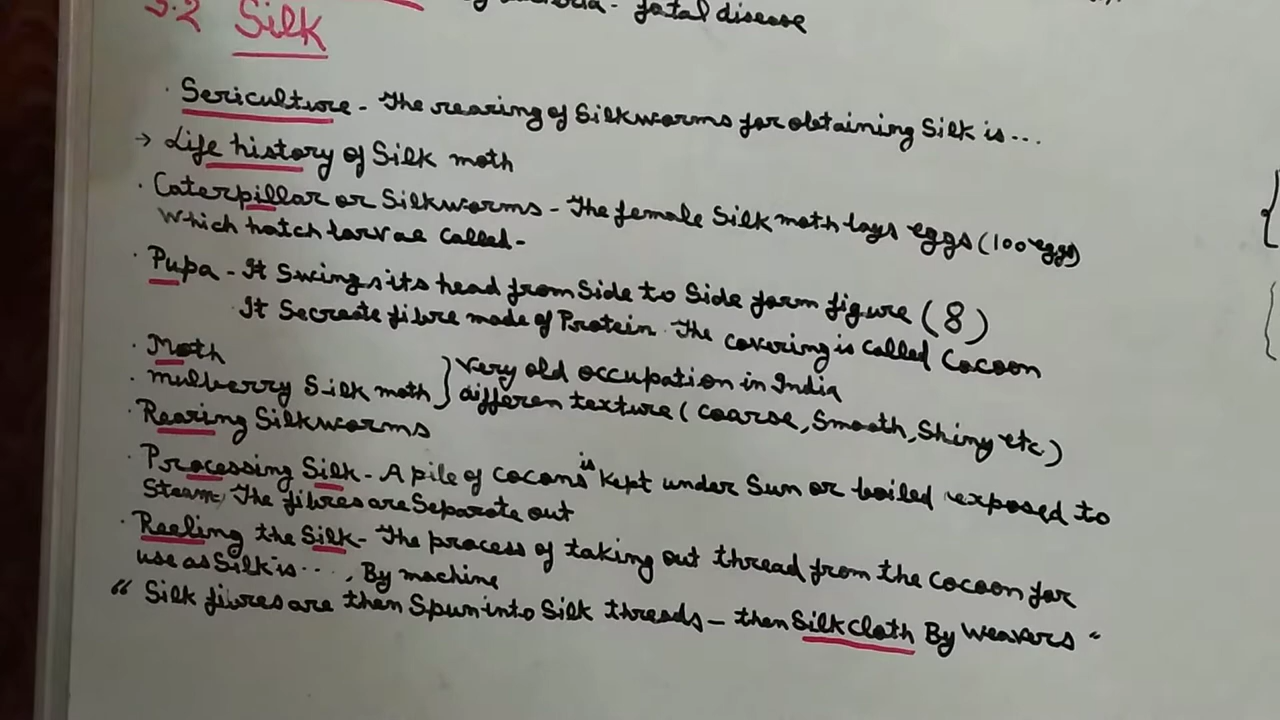 fatal disease
3.2 Silk
· Sericulture - The rearing of Silkworms for obtaining Silk is...
→ Life history of Silk moth
· Caterpillar or Silkworms - The female Silk moth lays eggs (100 eggs)
which hatch larvae called-
· Pupa - It Swings its head from Side to Side form figure (8)
It Secreate fibre made of Protein. The covering is called Cocoon
· Moth
· mulberry Silk moth } Very old occupation in India
differen texture (coarse, Smooth, Shiny etc)
· Rearing Silkworms
· Processing Silk - A pile of cocons is kept under Sun or boiled exposed to
Steam, The fibres are Separate out
· Reeling the Silk - The process of taking out thread from the Cocoon for
use as Silk is ...., By machine
“ Silk fibres are then Spun into Silk threads – then Silk cloth By Weavers “